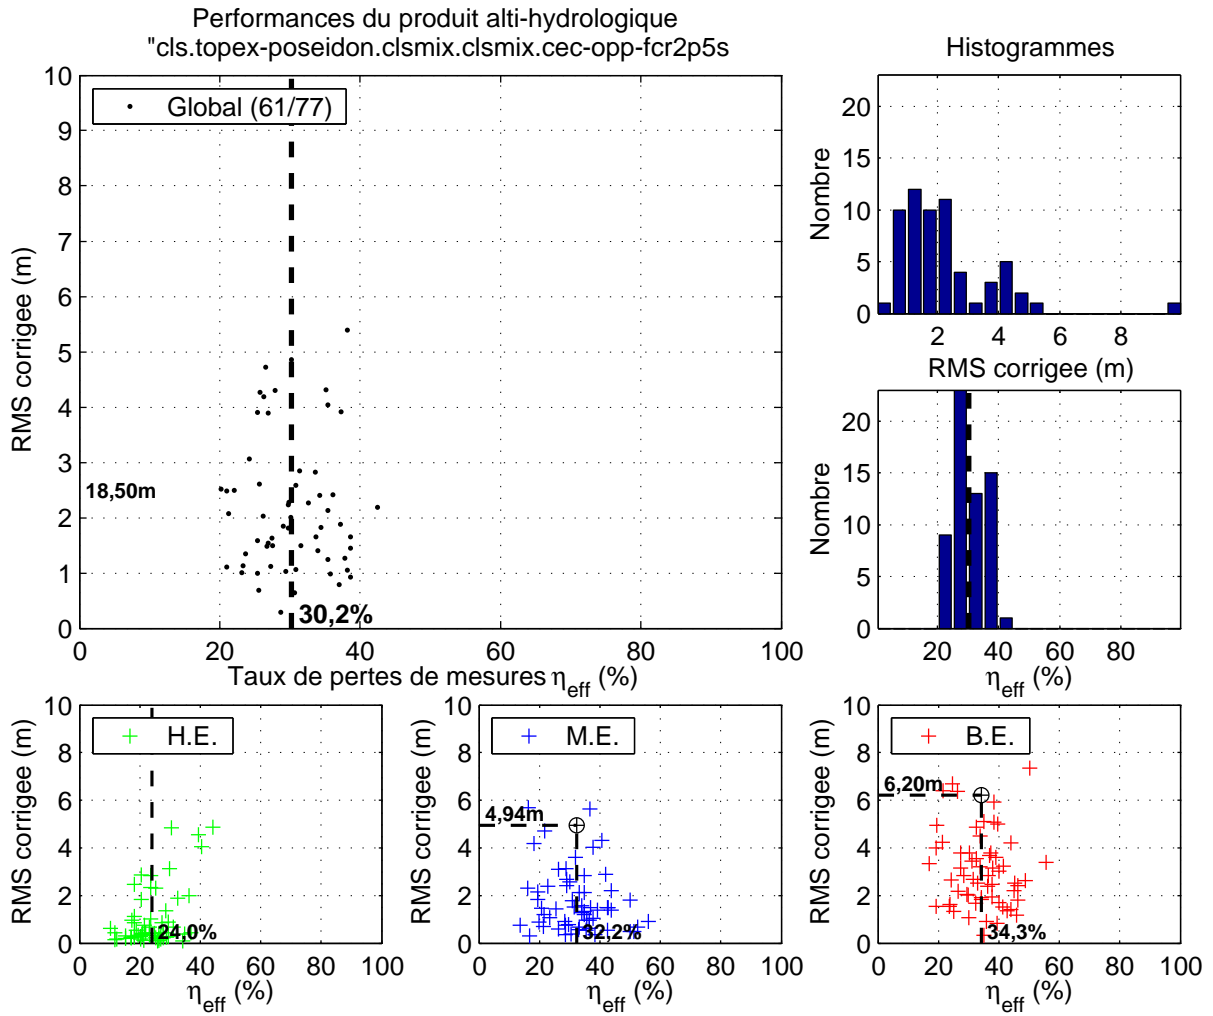 Performances du produit alti-hydrologique
"cls.topex-poseidon.clsmix.clsmix.cec-opp-fcr2p5s
Histogrammes
10
9
8
7
6
5
4
3
2
1
0
RMS corrigee (m)
Global (61/77)
18,50m
30,2%
0 20 40 60 80 100
Taux de pertes de mesures ηeff (%)
20
15
10
5
0
Nombre
2 4 6 8
RMS corrigee (m)
20
15
10
5
0
Nombre
20 40 60 80 100
ηeff (%)
10
8
6
4
2
0
RMS corrigee (m)
H.E.
24,0%
0 20 40 60 80 100
ηeff (%)
10
8
6
4
2
0
RMS corrigee (m)
M.E.
4,94m
32,2%
0 20 40 60 80 100
ηeff (%)
10
8
6
4
2
0
RMS corrigee (m)
B.E.
6,20m
34,3%
0 20 40 60 80 100
ηeff (%)